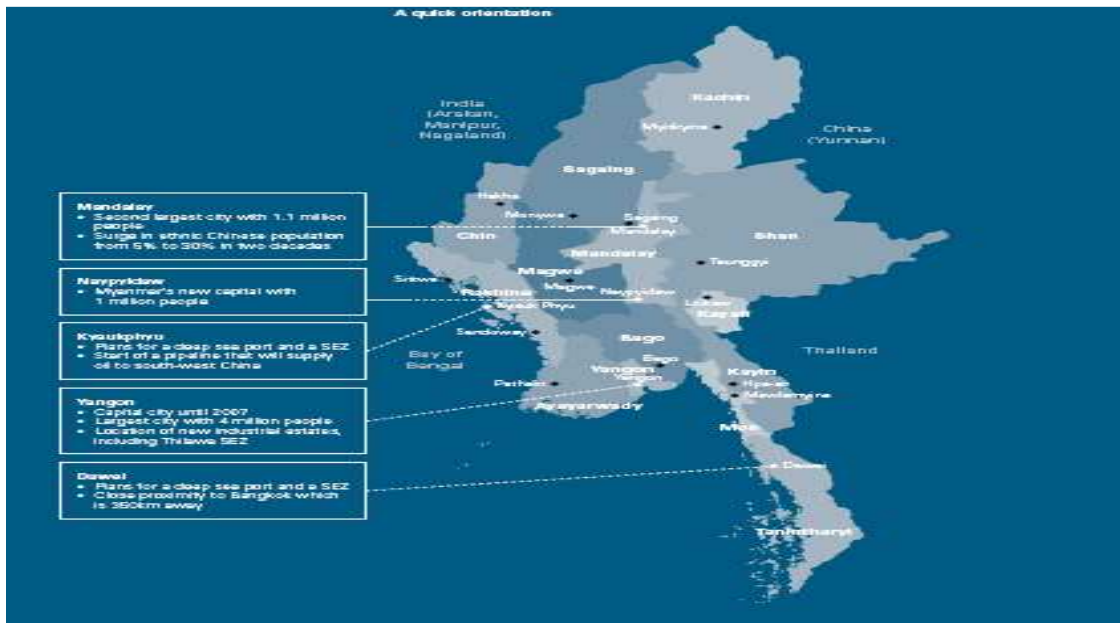 A quick orientation
India
(Arakan,
Manipur,
Nagaland)
China
(Yunnan)
Kachin
Myitkyina
Sagaing
Hakha
Monywa
Sagaing
Mandalay
Chin
Shan
Mandalay
Taunggyi
Magwe
Magwe
Sittwe
Rakhine
Naypyidaw
Kyauk Phyu
Loikaw
Kayah
Sandoway
Bago
Bay of
Bengal
Thailand
Bago
Yangon
Yangon
Kayin
Pathein
Hpa-an
Mawlamyine
Ayeyarwady
Mon
Dawei
Tanintharyi
Mandalay
Second largest city with 1.1 million
people
Surge in ethnic Chinese population
from 5% to 30% in two decades
Naypyidaw
Myanmar's new capital with
1 million people
Kyaukphyu
Plans for a deep sea port and a SEZ
Start of a pipeline that will supply
oil to south-west China
Yangon
Capital city until 2007
Largest city with 4 million people
Location of new industrial estates,
including Thilawa SEZ
Dawei
Plans for a deep sea port and a SEZ
Close proximity to Bangkok which
is 350km away